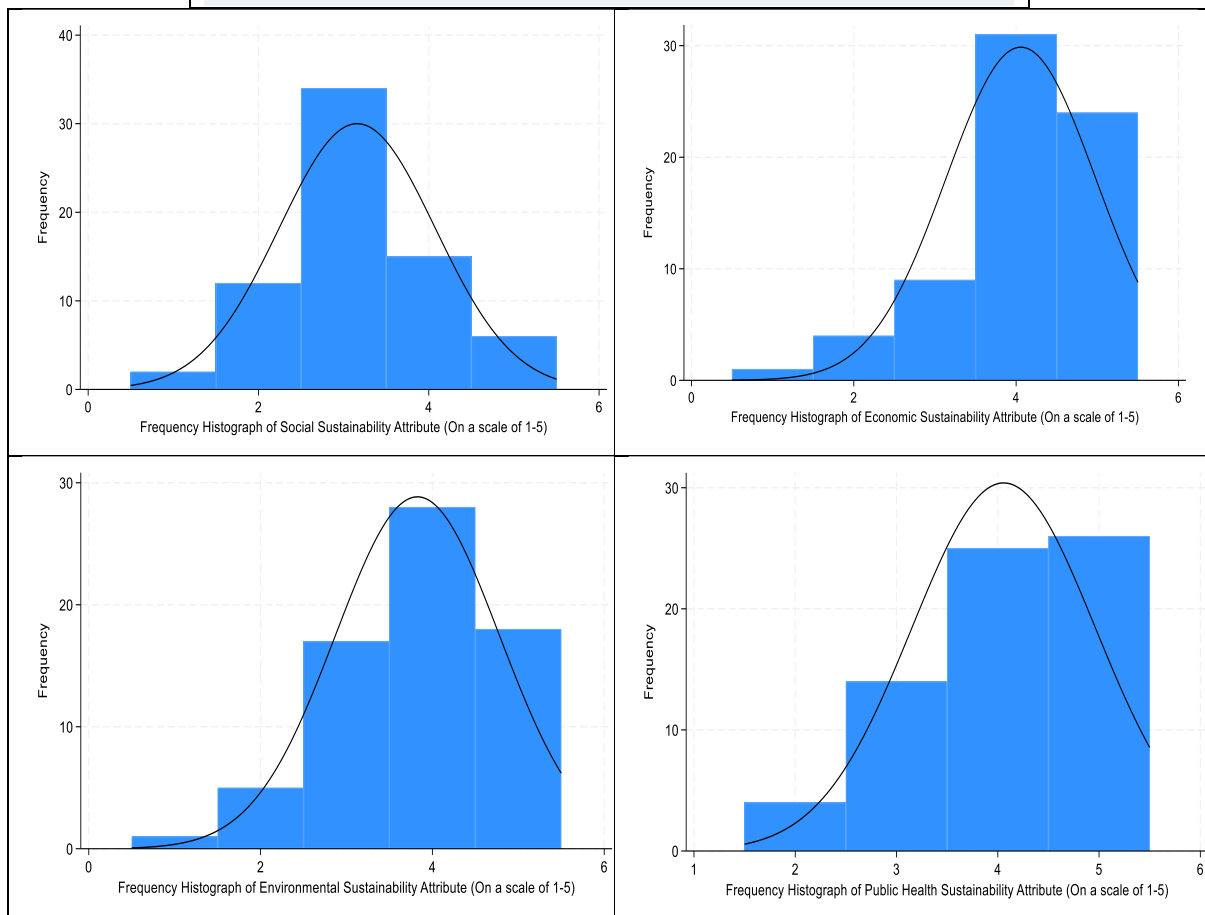 40
30
20
10
0
Frequency
0 2 4 6
Frequency Histograph of Social Sustainability Attribute (On a scale of 1-5)
30
20
10
0
Frequency
0 2 4 6
Frequency Histograph of Economic Sustainability Attribute (On a scale of 1-5)
30
20
10
0
Frequency
0 2 4 6
Frequency Histograph of Environmental Sustainability Attribute (On a scale of 1-5)
30
20
10
0
Frequency
1 2 3 4 5 6
Frequency Histograph of Public Health Sustainability Attribute (On a scale of 1-5)